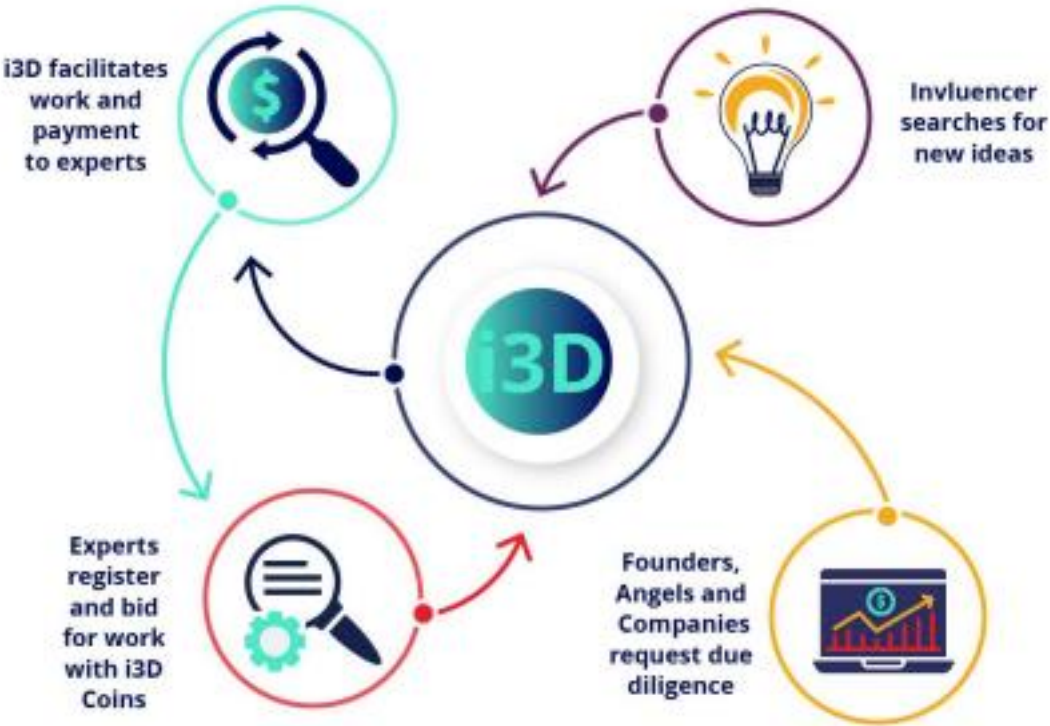 i3D facilitates
work and
payment
to experts
Invluencer
searches for
new ideas
$
i3D
Experts
register
and bid
for work
with i3D
Coins
Founders,
Angels and
Companies
request due
diligence
$